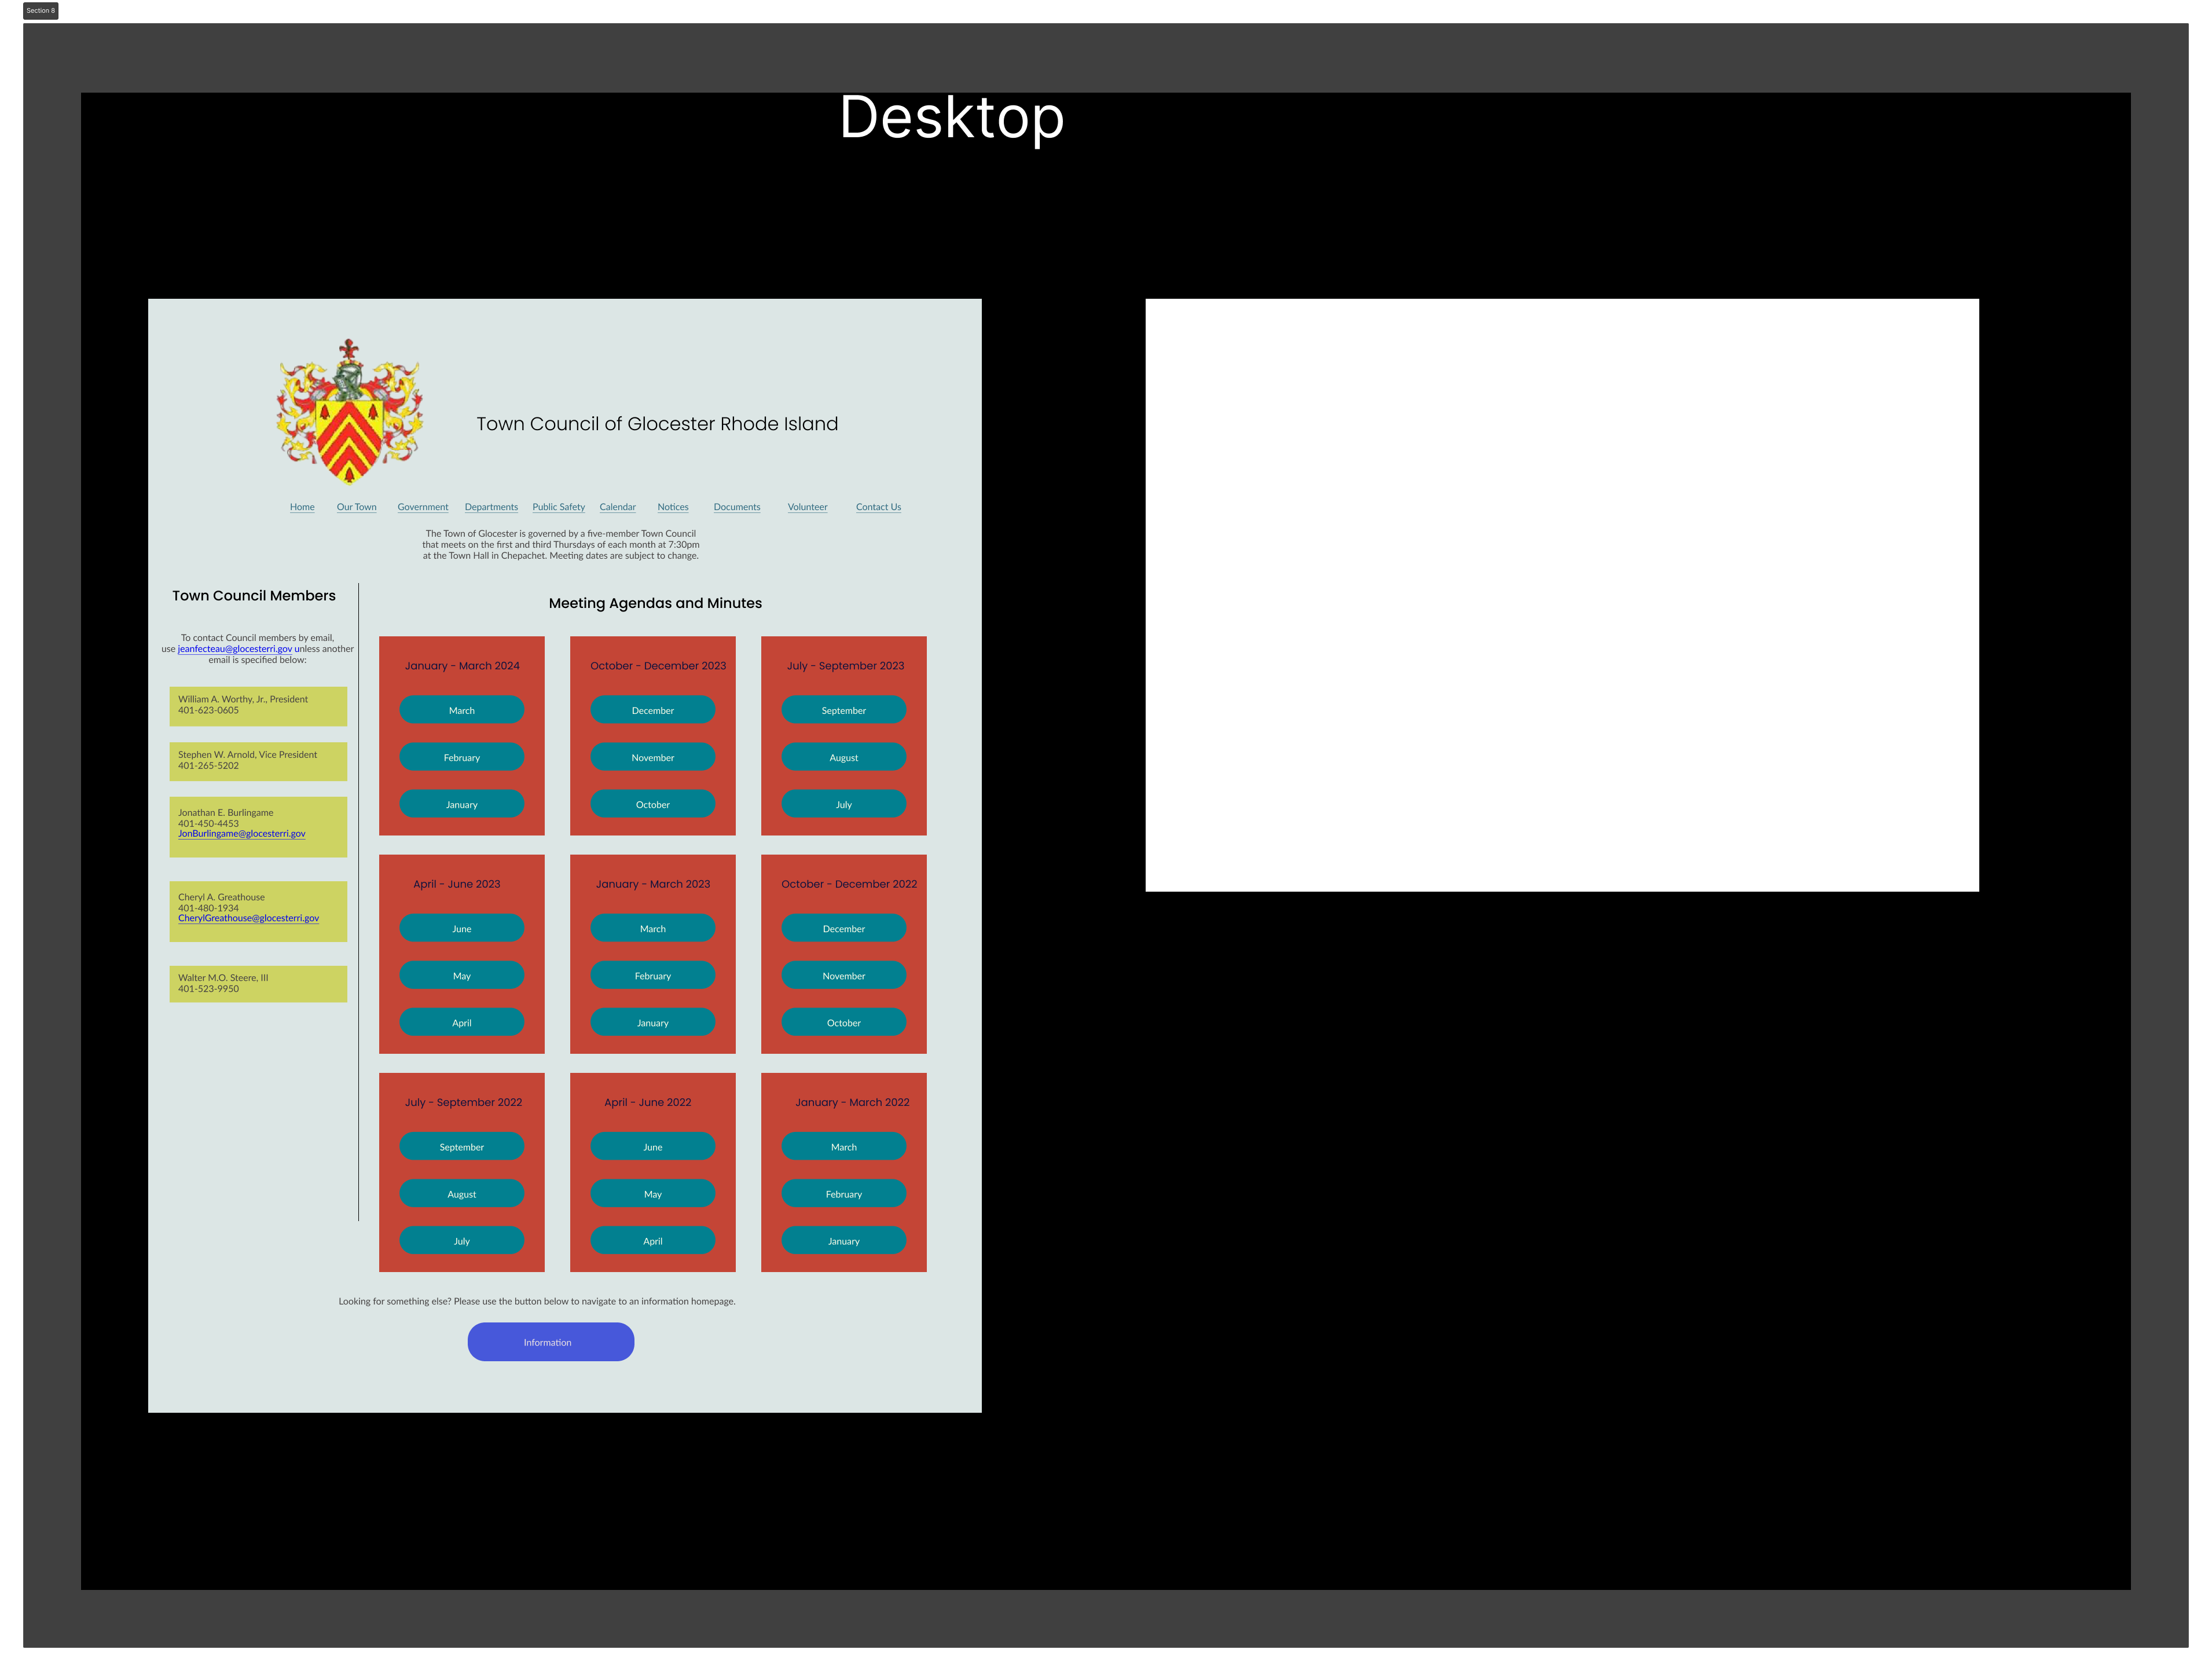 Section 8
Desktop
Town Council of Glocester Rhode Island
Home Our Town Government Departments Public Safety Calendar Notices Documents Volunteer Contact Us
The Town of Glocester is governed by a five-member Town Council
that meets on the first and third Thursdays of each month at 7:30pm
at the Town Hall in Chepachet. Meeting dates are subject to change.
Town Council Members
To contact Council members by email,
use jeanfecteau@glocesterri.gov unless another
email is specified below:
William A. Worthy, Jr., President
401-623-0605
Stephen W. Arnold, Vice President
401-265-5202
Jonathan E. Burlingame
401-450-4453
JonBurlingame@glocesterri.gov
Cheryl A. Greathouse
401-480-1934
CherylGreathouse@glocesterri.gov
Walter M.O. Steere, III
401-523-9950
Meeting Agendas and Minutes
January - March 2024
March
February
January
October - December 2023
December
November
October
July - September 2023
September
August
July
April - June 2023
June
May
April
January - March 2023
March
February
January
October - December 2022
December
November
October
July - September 2022
September
August
July
April - June 2022
June
May
April
January - March 2022
March
February
January
Looking for something else? Please use the button below to navigate to an information homepage.
Information